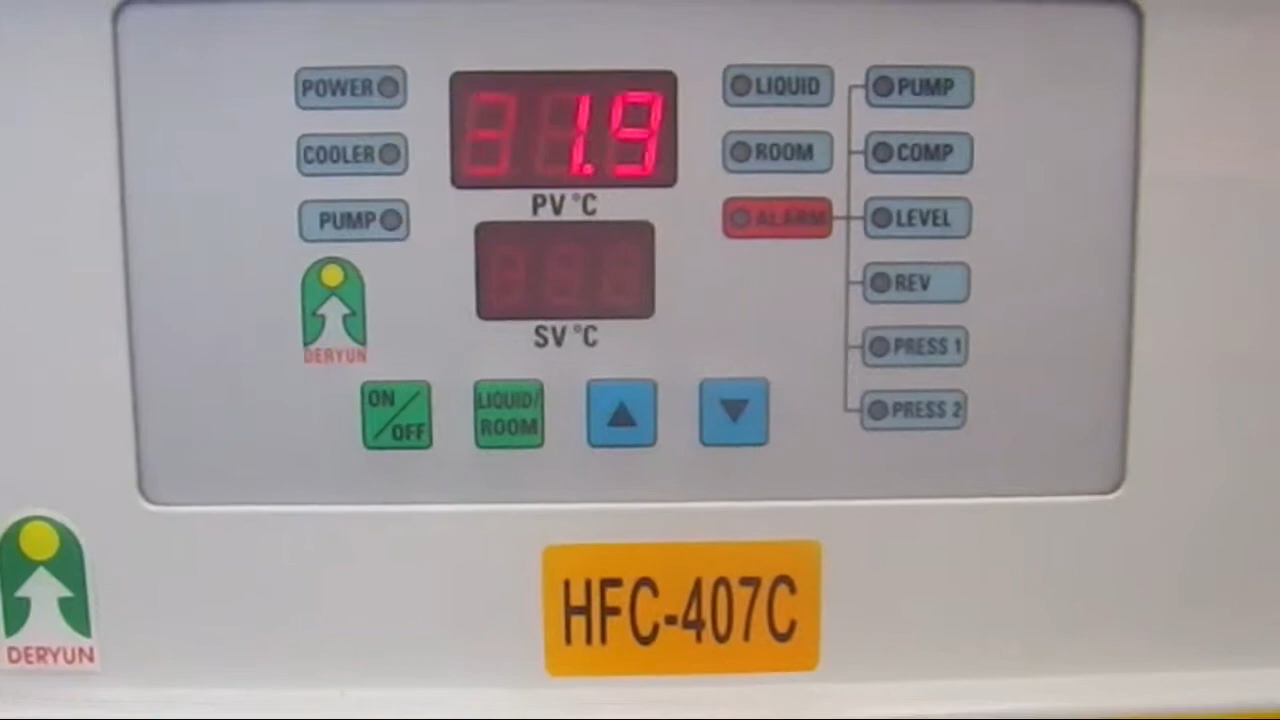 POWER
COOLER
PUMP
DERYUN
1.9
PV °C
SV °C
LIQUID
ROOM
ALARM
PUMP
COMP
LEVEL
REV
PRESS 1
PRESS 2
ON
OFF
LIQUID/
ROOM
HFC-407C
DERYUN